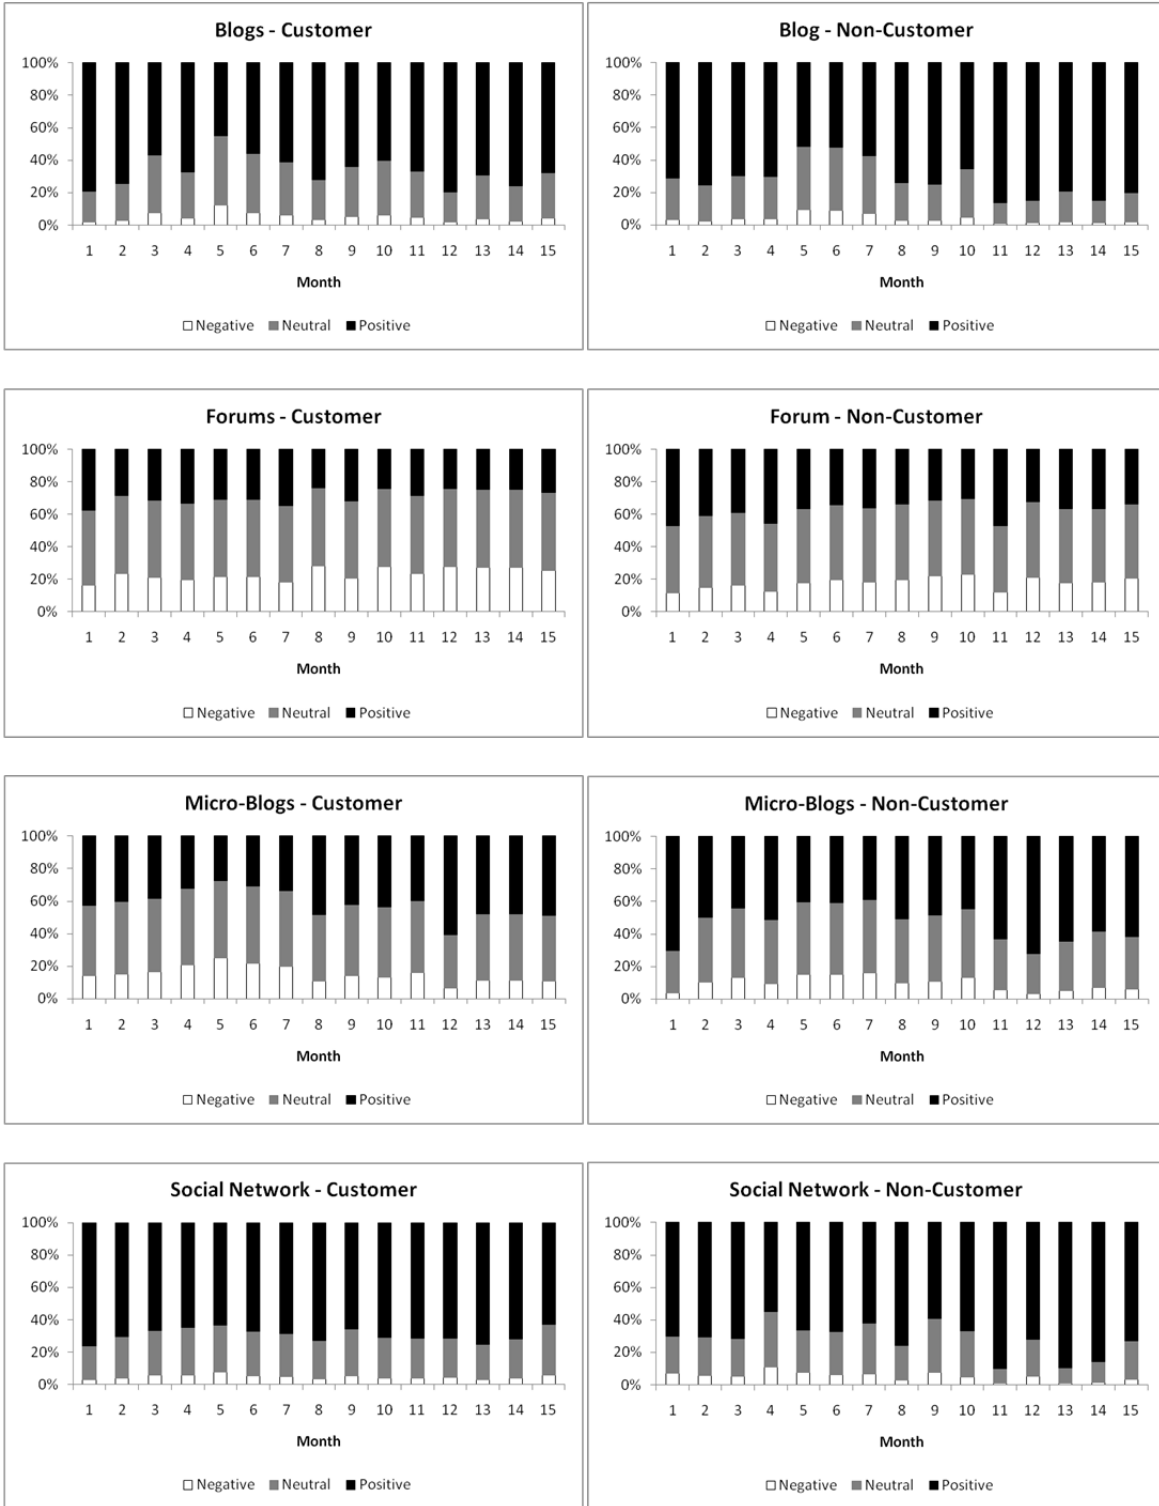 Blogs - Customer
100%
80%
60%
40%
20%
0%
1 2 3 4 5 6 7 8 9 10 11 12 13 14 15
Month
Negative Neutral Positive
Blog - Non-Customer
100%
80%
60%
40%
20%
0%
1 2 3 4 5 6 7 8 9 10 11 12 13 14 15
Month
Negative Neutral Positive
Forums - Customer
100%
80%
60%
40%
20%
0%
1 2 3 4 5 6 7 8 9 10 11 12 13 14 15
Month
Negative Neutral Positive
Forum - Non-Customer
100%
80%
60%
40%
20%
0%
1 2 3 4 5 6 7 8 9 10 11 12 13 14 15
Month
Negative Neutral Positive
Micro-Blogs - Customer
100%
80%
60%
40%
20%
0%
1 2 3 4 5 6 7 8 9 10 11 12 13 14 15
Month
Negative Neutral Positive
Micro-Blogs - Non-Customer
100%
80%
60%
40%
20%
0%
1 2 3 4 5 6 7 8 9 10 11 12 13 14 15
Month
Negative Neutral Positive
Social Network - Customer
100%
80%
60%
40%
20%
0%
1 2 3 4 5 6 7 8 9 10 11 12 13 14 15
Month
Negative Neutral Positive
Social Network - Non-Customer
100%
80%
60%
40%
20%
0%
1 2 3 4 5 6 7 8 9 10 11 12 13 14 15
Month
Negative Neutral Positive